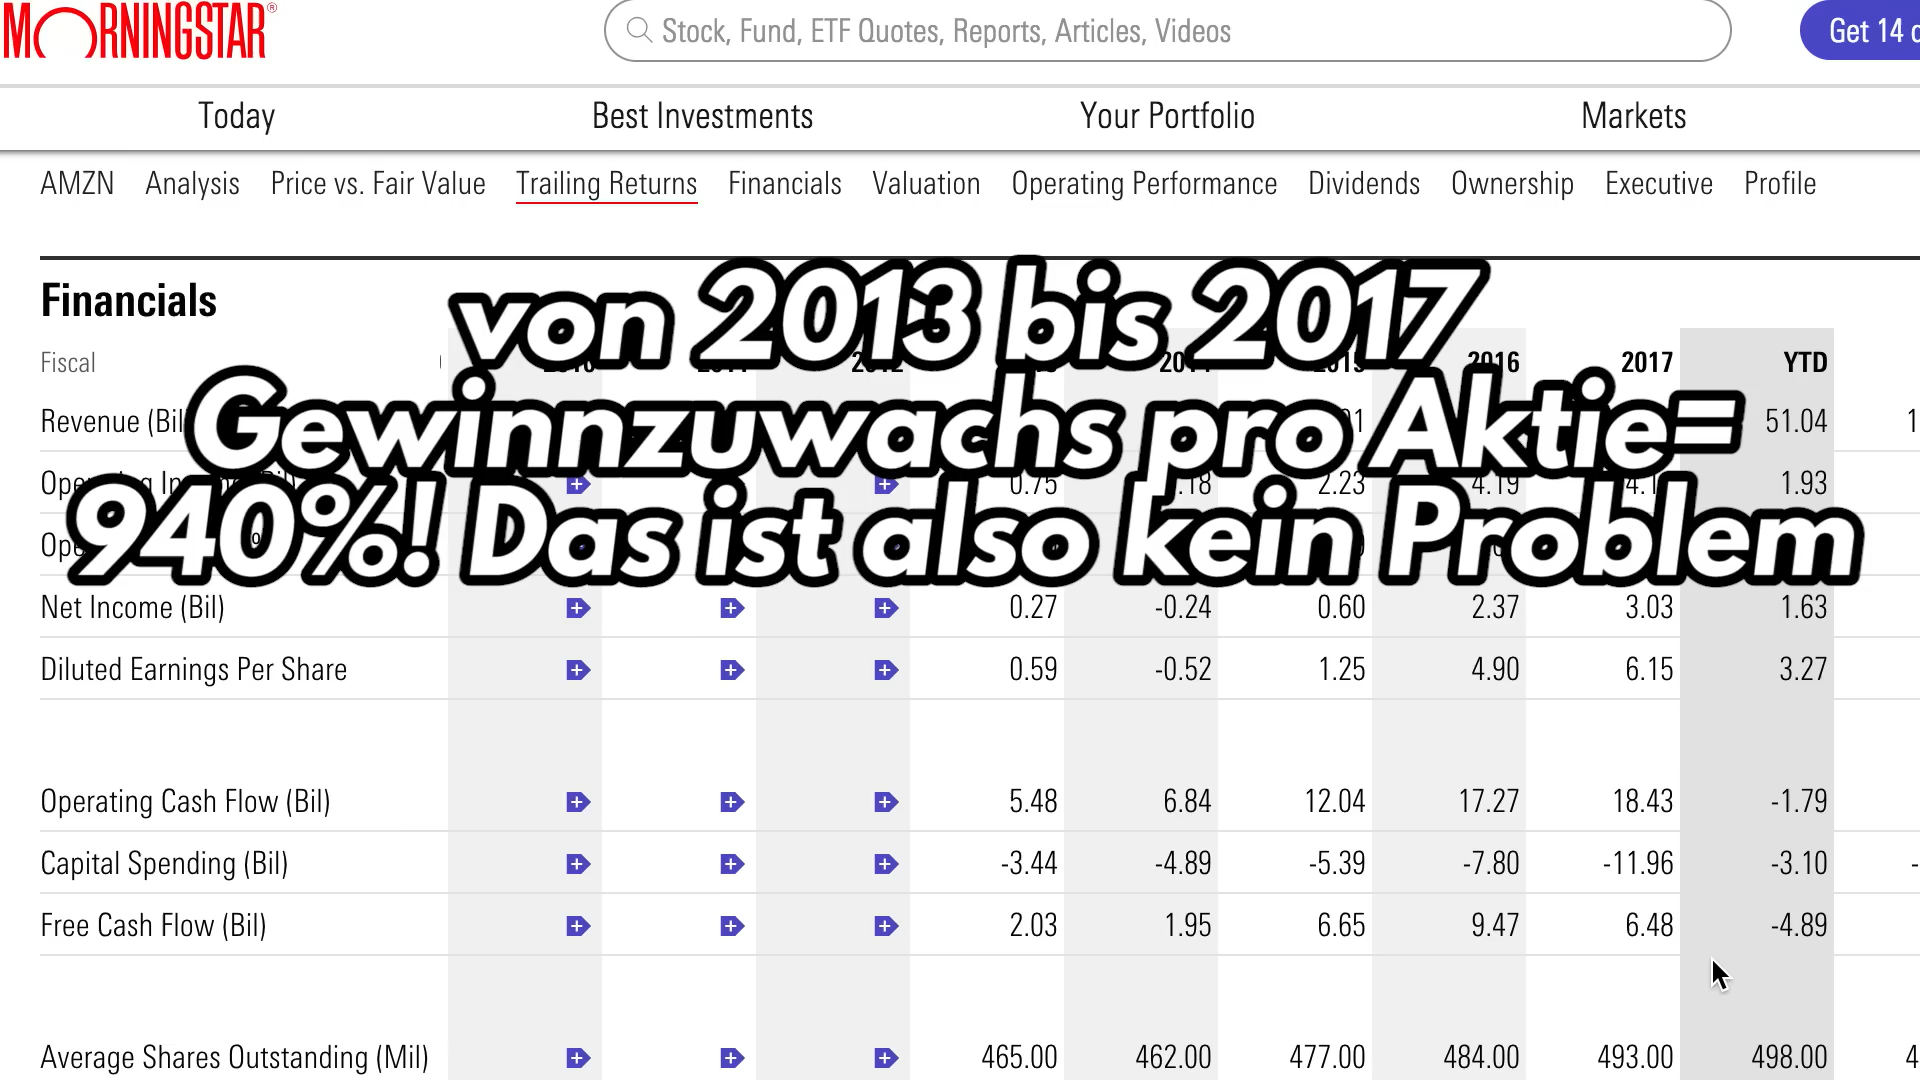 MORNINGSTAR®
Stock, Fund, ETF Quotes, Reports, Articles, Videos
Get 14
Today Best Investments Your Portfolio Markets
AMZN Analysis Price vs. Fair Value Trailing Returns Financials Valuation Operating Performance Dividends Ownership Executive Profile
Financials
von 2013 bis 2017
Gewinnzuwachs pro Aktie=
940%! Das ist also kein Problem
Fiscal 2016 2017 YTD
Revenue (Bil 51.04
0.75 2.23 4.19 1.93
Net Income (Bil) 0.27 -0.24 0.60 2.37 3.03 1.63
Diluted Earnings Per Share 0.59 -0.52 1.25 4.90 6.15 3.27
Operating Cash Flow (Bil) 5.48 6.84 12.04 17.27 18.43 -1.79
Capital Spending (Bil) -3.44 -4.89 -5.39 -7.80 -11.96 -3.10
Free Cash Flow (Bil) 2.03 1.95 6.65 9.47 6.48 -4.89
Average Shares Outstanding (Mil) 465.00 462.00 477.00 484.00 493.00 498.00